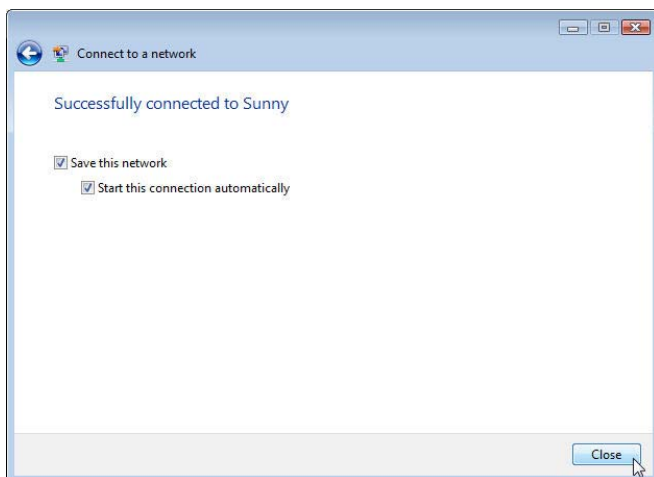 Connect to a network
Successfully connected to Sunny
Save this network
Start this connection automatically
Close